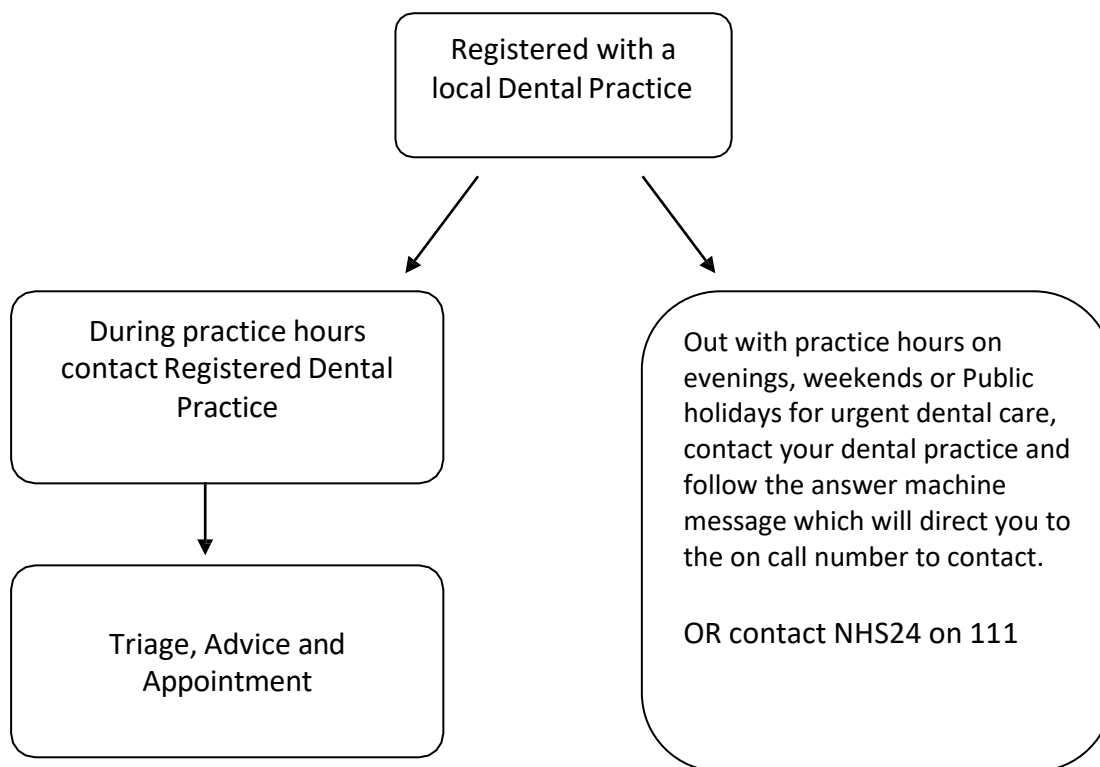 Registered with a
local Dental Practice
During practice hours
contact Registered Dental
Practice
Triage, Advice and
Appointment
Out with practice hours on
evenings, weekends or Public
holidays for urgent dental care,
contact your dental practice and
follow the answer machine
message which will direct you to
the on call number to contact.
OR contact NHS24 on 111